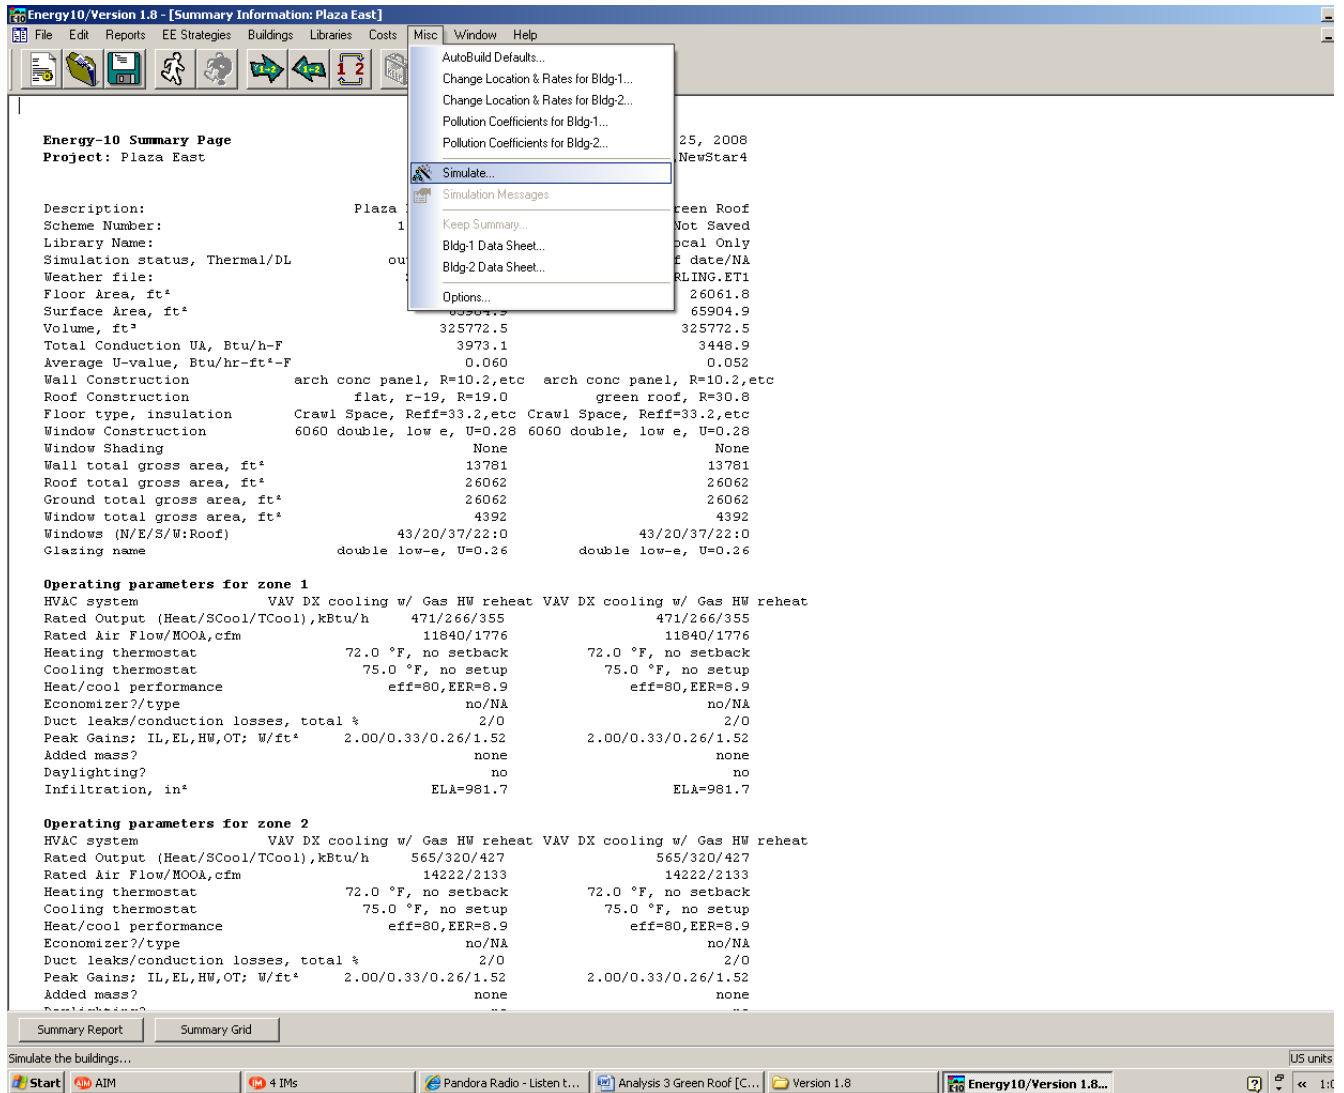 Energy10/Version 1.8 - [Summary Information: Plaza East]
File Edit Reports EE Strategies Buildings Libraries Costs Misc Window Help
AutoBuild Defaults...
Change Location & Rates for Bldg-1...
Change Location & Rates for Bldg-2...
Pollution Coefficients for Bldg-1...
Pollution Coefficients for Bldg-2...
Simulate...
Simulation Messages
Keep Summary...
Bldg-1 Data Sheet...
Bldg-2 Data Sheet...
Options...
Energy-10 Summary Page 25, 2008
Project: Plaza East ,NewStar4
Description: Plaza reen Roof
Scheme Number: 1 Not Saved
Library Name: ocal Only
Simulation status, Thermal/DL ou f date/NA
Weather file: RLING.ET1
Floor Area, ft² 26061.8
Surface Area, ft² 65904.9 65904.9
Volume, ft³ 325772.5 325772.5
Total Conduction UA, Btu/h-F 3973.1 3448.9
Average U-value, Btu/hr-ft²-F 0.060 0.052
Wall Construction arch conc panel, R=10.2,etc arch conc panel, R=10.2,etc
Roof Construction flat, r-19, R=19.0 green roof, R=30.8
Floor type, insulation Crawl Space, Reff=33.2,etc Crawl Space, Reff=33.2,etc
Window Construction 6060 double, low e, U=0.28 6060 double, low e, U=0.28
Window Shading None None
Wall total gross area, ft² 13781 13781
Roof total gross area, ft² 26062 26062
Ground total gross area, ft² 26062 26062
Window total gross area, ft² 4392 4392
Windows (N/E/S/W:Roof) 43/20/37/22:0 43/20/37/22:0
Glazing name double low-e, U=0.26 double low-e, U=0.26
Operating parameters for zone 1
HVAC system VAV DX cooling w/ Gas HW reheat VAV DX cooling w/ Gas HW reheat
Rated Output (Heat/SCool/TCool),kBtu/h 471/266/355 471/266/355
Rated Air Flow/MOOA,cfm 11840/1776 11840/1776
Heating thermostat 72.0 °F, no setback 72.0 °F, no setback
Cooling thermostat 75.0 °F, no setup 75.0 °F, no setup
Heat/cool performance eff=80,EER=8.9 eff=80,EER=8.9
Economizer?/type no/NA no/NA
Duct leaks/conduction losses, total % 2/0 2/0
Peak Gains; IL,EL,HW,OT; W/ft² 2.00/0.33/0.26/1.52 2.00/0.33/0.26/1.52
Added mass? none none
Daylighting? no no
Infiltration, in² ELA=981.7 ELA=981.7
Operating parameters for zone 2
HVAC system VAV DX cooling w/ Gas HW reheat VAV DX cooling w/ Gas HW reheat
Rated Output (Heat/SCool/TCool),kBtu/h 565/320/427 565/320/427
Rated Air Flow/MOOA,cfm 14222/2133 14222/2133
Heating thermostat 72.0 °F, no setback 72.0 °F, no setback
Cooling thermostat 75.0 °F, no setup 75.0 °F, no setup
Heat/cool performance eff=80,EER=8.9 eff=80,EER=8.9
Economizer?/type no/NA no/NA
Duct leaks/conduction losses, total % 2/0 2/0
Peak Gains; IL,EL,HW,OT; W/ft² 2.00/0.33/0.26/1.52 2.00/0.33/0.26/1.52
Added mass? none none
Summary Report Summary Grid
Simulate the buildings... US units
Start AIM 4 IMs Pandora Radio - Listen t... Analysis 3 Green Roof [C... Version 1.8 Energy10/Version 1.8... « 1:0